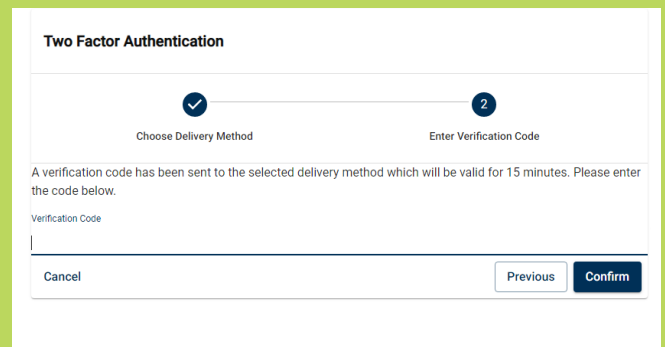 Two Factor Authentication
2
Choose Delivery Method
Enter Verification Code
A verification code has been sent to the selected delivery method which will be valid for 15 minutes. Please enter
the code below.
Verification Code
Cancel
Previous
Confirm